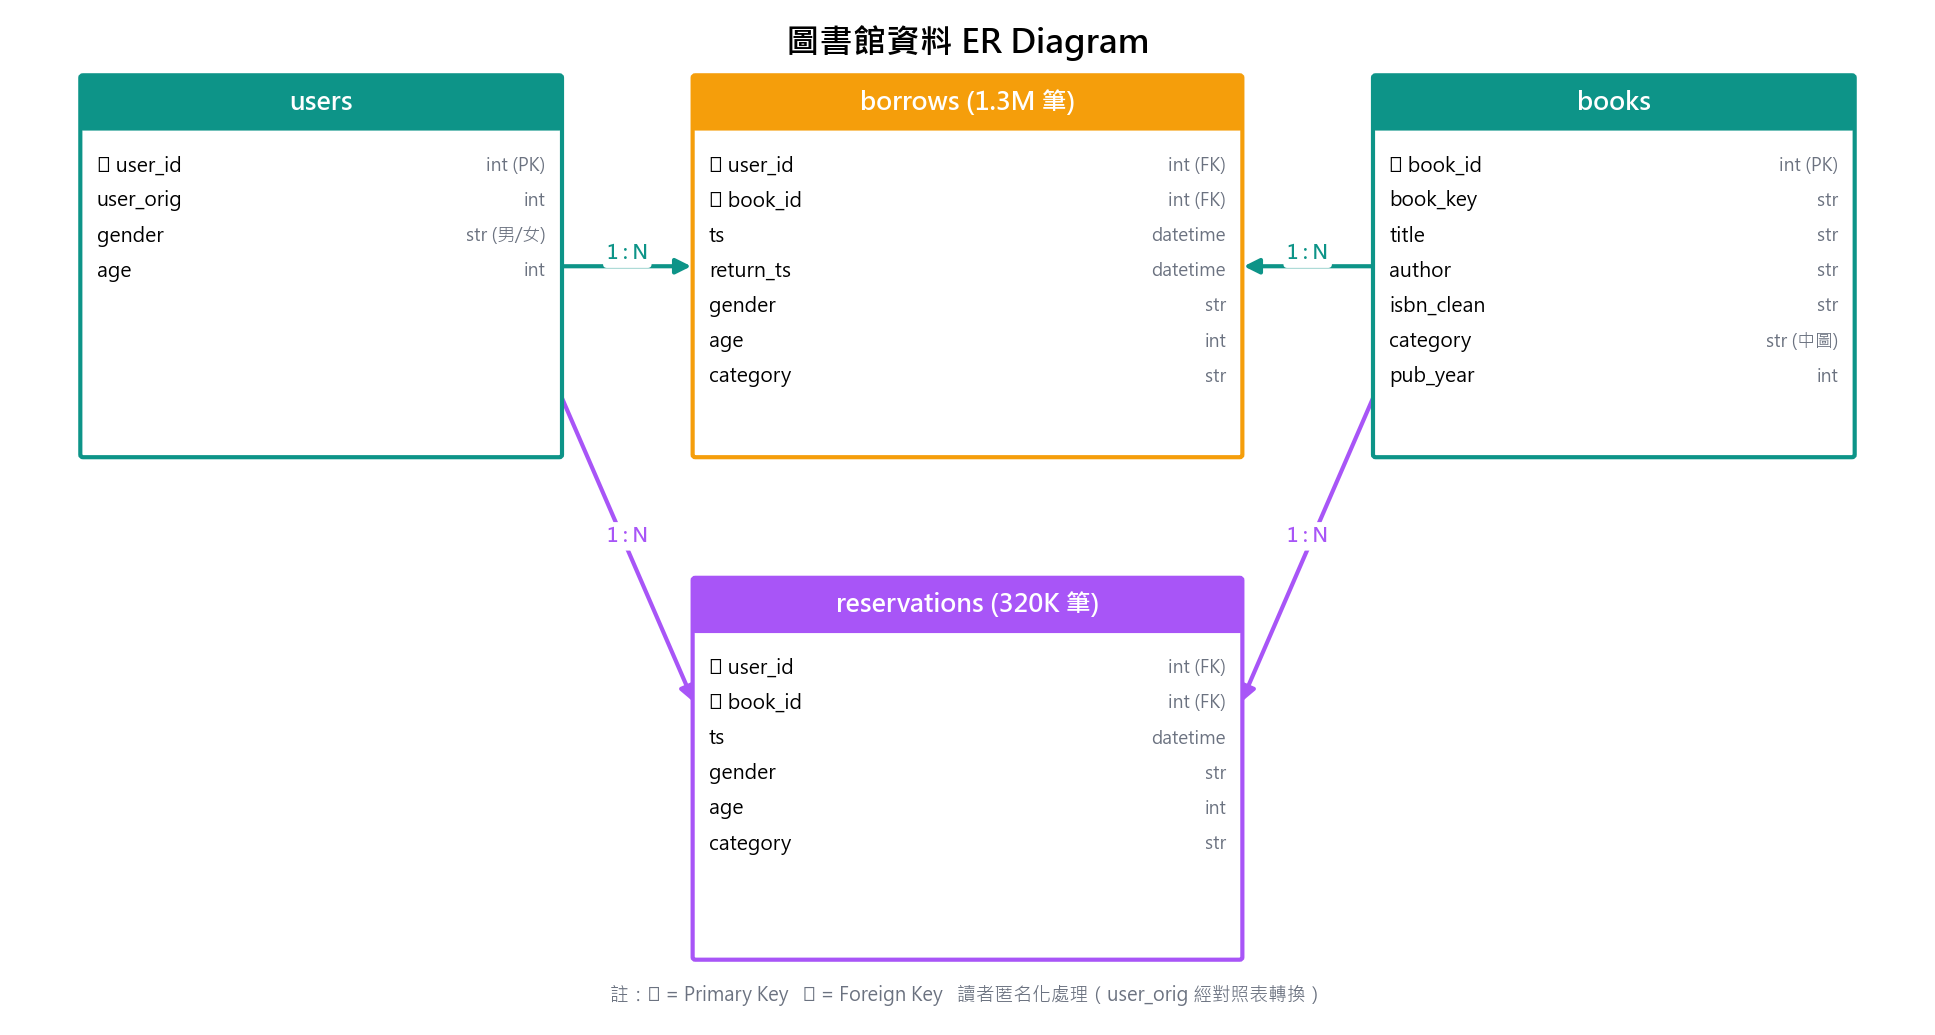 圖書館資料 ER Diagram
users
▯ user_id int (PK)
user_orig int
gender str (男/女)
age int
borrows (1.3M 筆)
▯ user_id int (FK)
▯ book_id int (FK)
ts datetime
return_ts datetime
gender str
age int
category str
books
▯ book_id int (PK)
book_key str
title str
author str
isbn_clean str
category str (中圖)
pub_year int
1 : N
1 : N
1 : N
1 : N
reservations (320K 筆)
▯ user_id int (FK)
▯ book_id int (FK)
ts datetime
gender str
age int
category str
註：▯ = Primary Key ▯ = Foreign Key 讀者匿名化處理（user_orig 經對照表轉換）